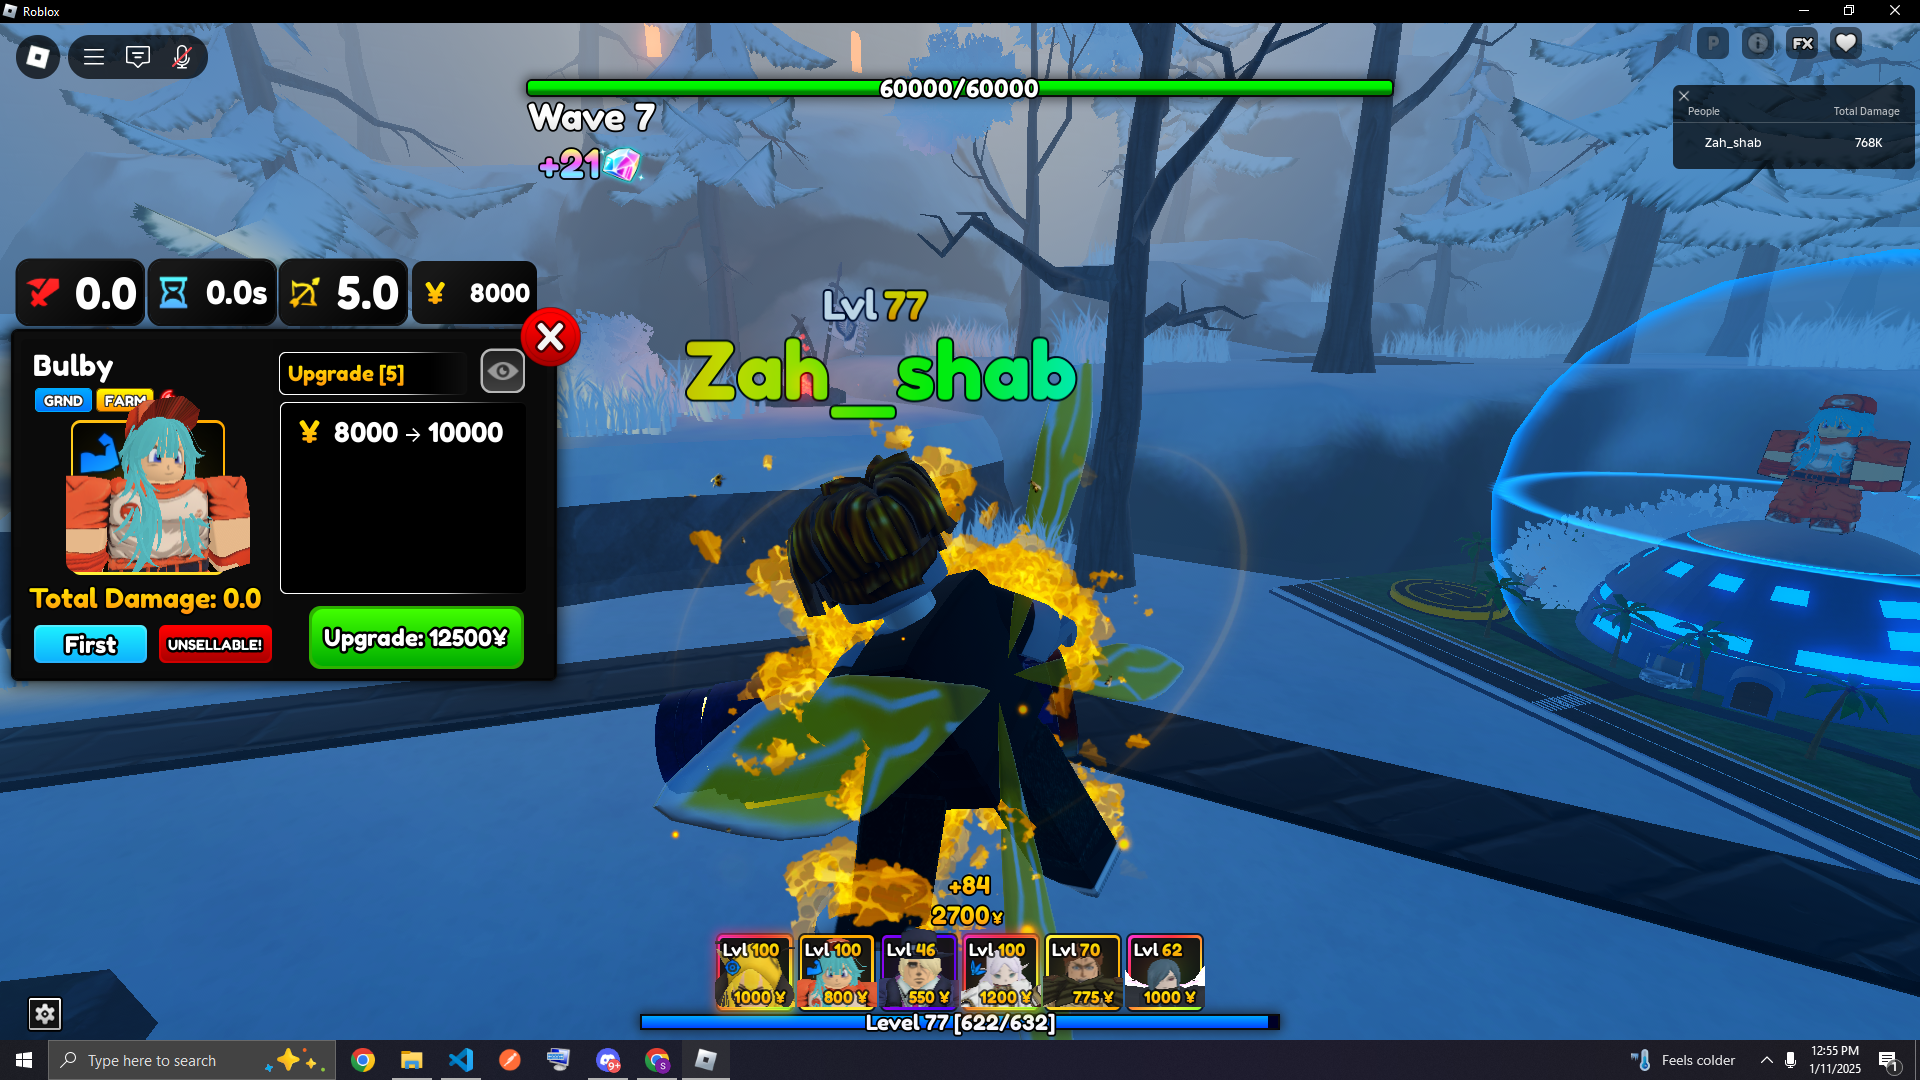 Roblox
P
FX
60000/60000
Wave 7
+21
People
Total Damage
Zah_shab
768K
0.0
0.0s
5.0
¥ 8000
Lvl 77
Zah_shab
Bulby
GRND
FARM
Upgrade [5]
¥ 8000 → 10000
Total Damage: 0.0
First
UNSELLABLE!
Upgrade: 12500¥
+84
2700¥
Lvl 100
1000 ¥
Lvl 100
800 ¥
Lvl 46
550 ¥
Lvl 100
1200 ¥
Lvl 70
775 ¥
Lvl 62
1000 ¥
Level 77 [622/632]
Type here to search
9+
S
Feels colder
12:55 PM
1/11/2025
1